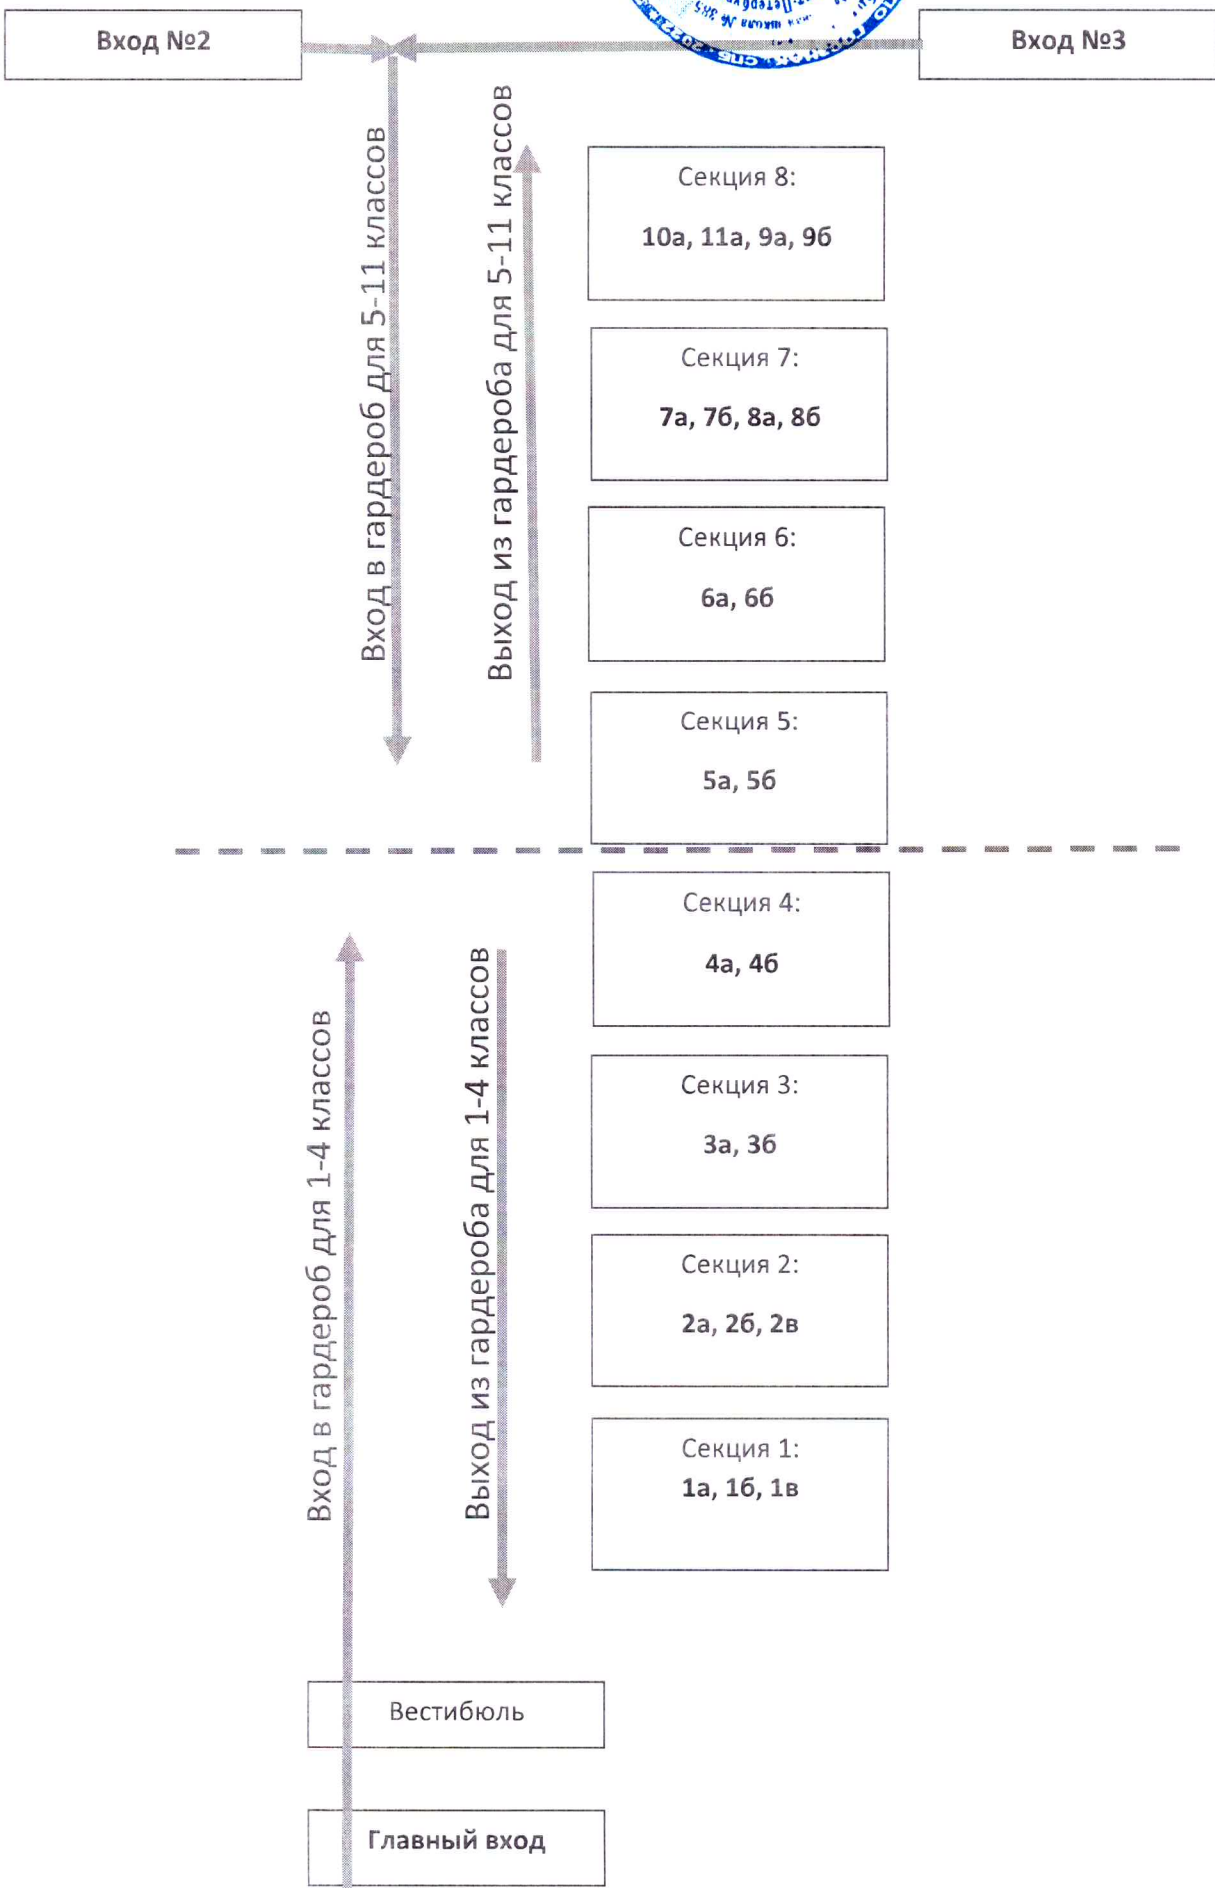 школа № 385
Вход №2
Вход №3
Вход в гардероб для 5-11 классов
Выход из гардероба для 5-11 классов
Секция 8:
10а, 11а, 9а, 9б
Секция 7:
7а, 7б, 8а, 8б
Секция 6:
6а, 6б
Секция 5:
5а, 5б
Вход в гардероб для 1-4 классов
Выход из гардероба для 1-4 классов
Секция 4:
4а, 4б
Секция 3:
3а, 3б
Секция 2:
2а, 2б, 2в
Секция 1:
1а, 1б, 1в
Вестибюль
Главный вход